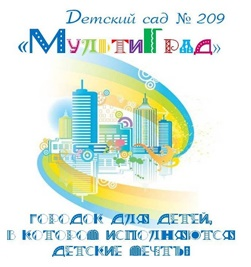 Детский сад № 209
«МультиГрад»
ГОРОДОК ДЛЯ ДЕТЕЙ,
В КОТОРОМ ИСПОЛНЯЮТСЯ
ДЕТСКИЕ МЕЧТЫ